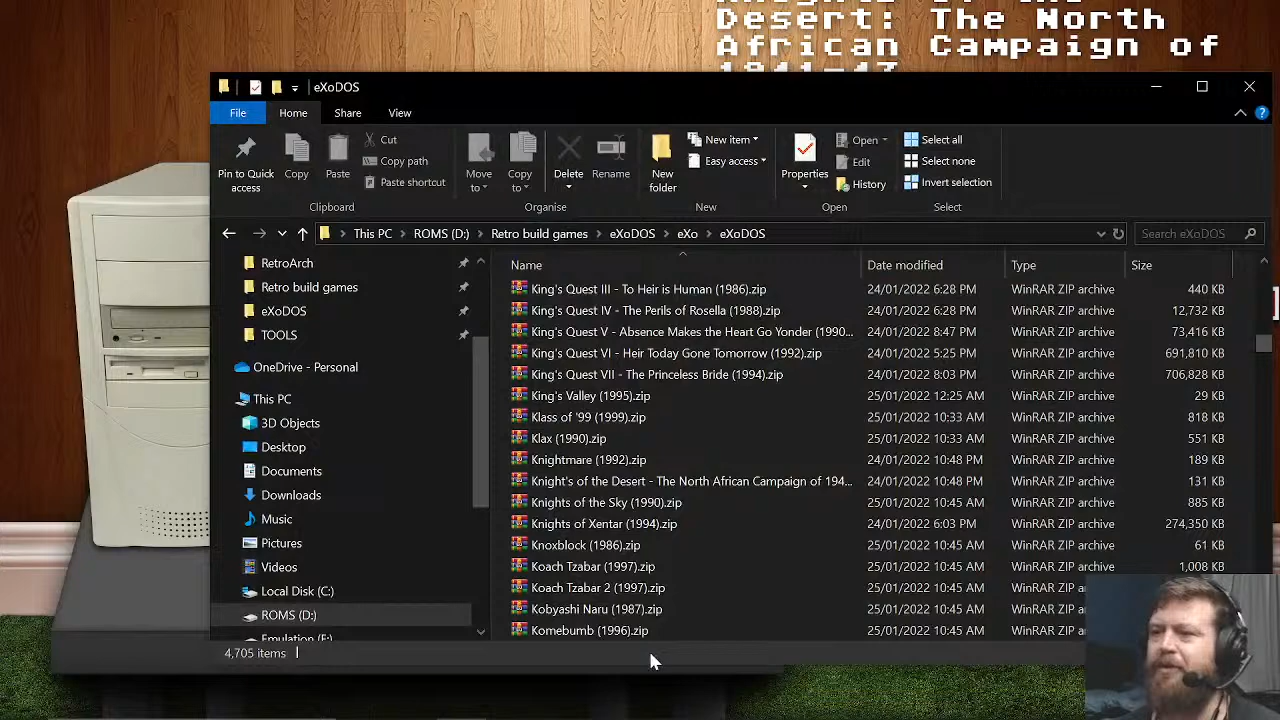 Desert: The North
African Campaign of
1941-43
eXoDOS
File Home Share View
Pin to Quick access
Copy
Paste
Cut
Copy path
Paste shortcut
Clipboard
Move to
Copy to
Delete
Rename
Organise
New folder
New item
Easy access
New
Properties
Open
Edit
History
Open
Select all
Select none
Invert selection
Select
This PC > ROMS (D:) > Retro build games > eXoDOS > eXo > eXoDOS
Search eXoDOS
RetroArch
Retro build games
eXoDOS
TOOLS
OneDrive - Personal
This PC
3D Objects
Desktop
Documents
Downloads
Music
Pictures
Videos
Local Disk (C:)
ROMS (D:)
Emulation (F:)
Name Date modified Type Size
King's Quest III - To Heir is Human (1986).zip 24/01/2022 6:28 PM WinRAR ZIP archive 440 KB
King's Quest IV - The Perils of Rosella (1988).zip 24/01/2022 6:28 PM WinRAR ZIP archive 12,732 KB
King's Quest V - Absence Makes the Heart Go Yonder (1990... 24/01/2022 8:47 PM WinRAR ZIP archive 73,416 KB
King's Quest VI - Heir Today Gone Tomorrow (1992).zip 24/01/2022 5:25 PM WinRAR ZIP archive 691,810 KB
King's Quest VII - The Princeless Bride (1994).zip 24/01/2022 8:03 PM WinRAR ZIP archive 706,828 KB
King's Valley (1995).zip 25/01/2022 12:25 AM WinRAR ZIP archive 29 KB
Klass of '99 (1999).zip 25/01/2022 10:33 AM WinRAR ZIP archive 818 KB
Klax (1990).zip 25/01/2022 10:33 AM WinRAR ZIP archive 551 KB
Knightmare (1992).zip 24/01/2022 10:48 PM WinRAR ZIP archive 189 KB
Knight's of the Desert - The North African Campaign of 194... 24/01/2022 10:48 PM WinRAR ZIP archive 131 KB
Knights of the Sky (1990).zip 25/01/2022 10:45 AM WinRAR ZIP archive 885 KB
Knights of Xentar (1994).zip 24/01/2022 6:03 PM WinRAR ZIP archive 274,350 KB
Knoxblock (1986).zip 25/01/2022 10:45 AM WinRAR ZIP archive 61 KB
Koach Tzabar (1997).zip 25/01/2022 10:45 AM WinRAR ZIP archive 1,008 KB
Koach Tzabar 2 (1997).zip 25/01/2022 10:45 AM WinRAR ZIP archive
Kobyashi Naru (1987).zip 25/01/2022 10:45 AM WinRAR ZIP archive
Komebumb (1996).zip 25/01/2022 10:45 AM WinRAR ZIP
4,705 items